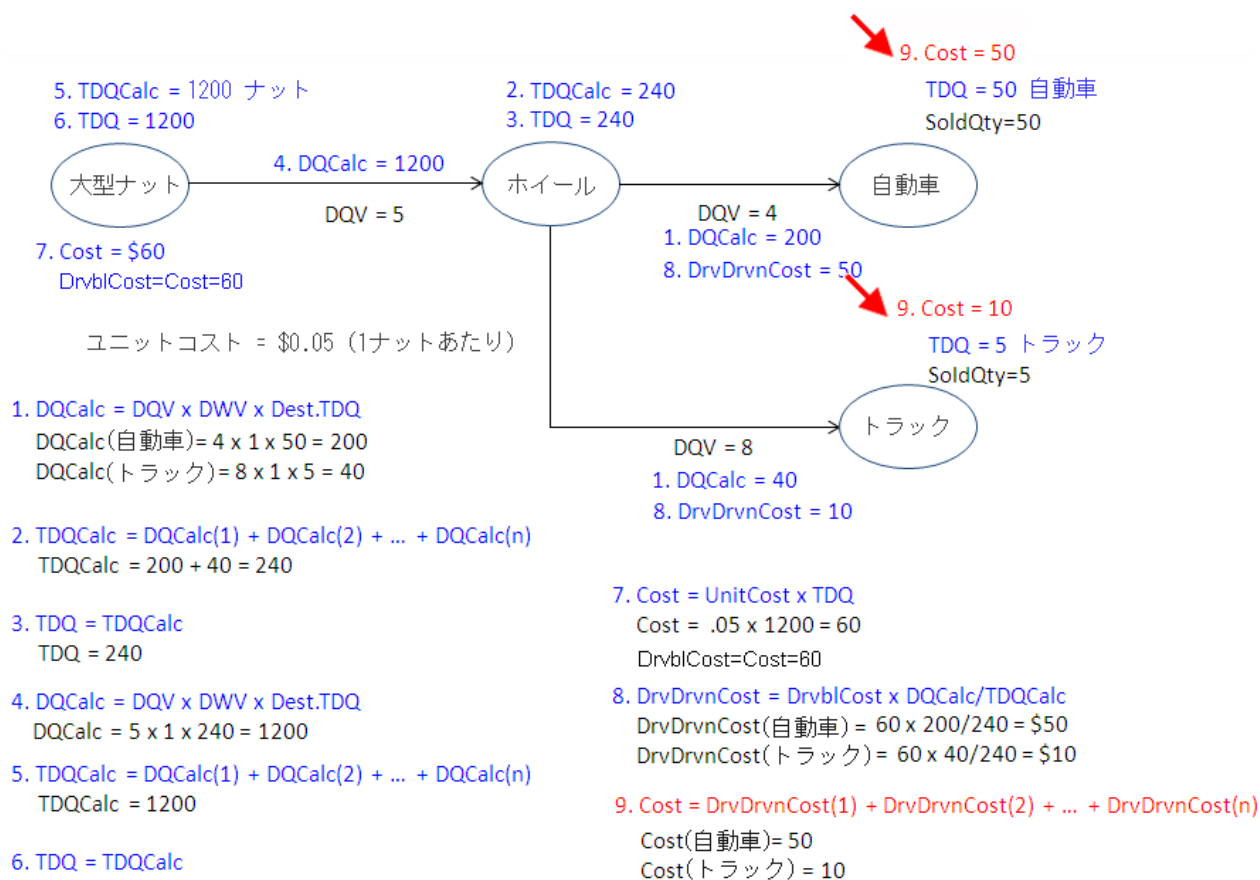 9. Cost = 50
TDQ = 50 自動車
SoldQty=50
5. TDQCalc = 1200 ナット
6. TDQ = 1200
2. TDQCalc = 240
3. TDQ = 240
4. DQCalc = 1200
大型ナット
ホイール
自動車
DQV = 5
DQV = 4
1. DQCalc = 200
8. DrvDrvnCost = 50
7. Cost = $60
DrvblCost=Cost=60
9. Cost = 10
TDQ = 5 トラック
SoldQty=5
ユニットコスト = $0.05 (1ナットあたり)
トラック
DQV = 8
1. DQCalc = 40
8. DrvDrvnCost = 10
1. DQCalc = DQV x DWV x Dest.TDQ
DQCalc(自動車)= 4 x 1 x 50 = 200
DQCalc(トラック)= 8 x 1 x 5 = 40
2. TDQCalc = DQCalc(1) + DQCalc(2) + ... + DQCalc(n)
TDQCalc = 200 + 40 = 240
3. TDQ = TDQCalc
TDQ = 240
4. DQCalc = DQV x DWV x Dest.TDQ
DQCalc = 5 x 1 x 240 = 1200
5. TDQCalc = DQCalc(1) + DQCalc(2) + ... + DQCalc(n)
TDQCalc = 1200
6. TDQ = TDQCalc
7. Cost = UnitCost x TDQ
Cost = .05 x 1200 = 60
DrvblCost=Cost=60
8. DrvDrvnCost = DrvblCost x DQCalc/TDQCalc
DrvDrvnCost(自動車) = 60 x 200/240 = $50
DrvDrvnCost(トラック) = 60 x 40/240 = $10
9. Cost = DrvDrvnCost(1) + DrvDrvnCost(2) + ... + DrvDrvnCost(n)
Cost(自動車)= 50
Cost(トラック) = 10